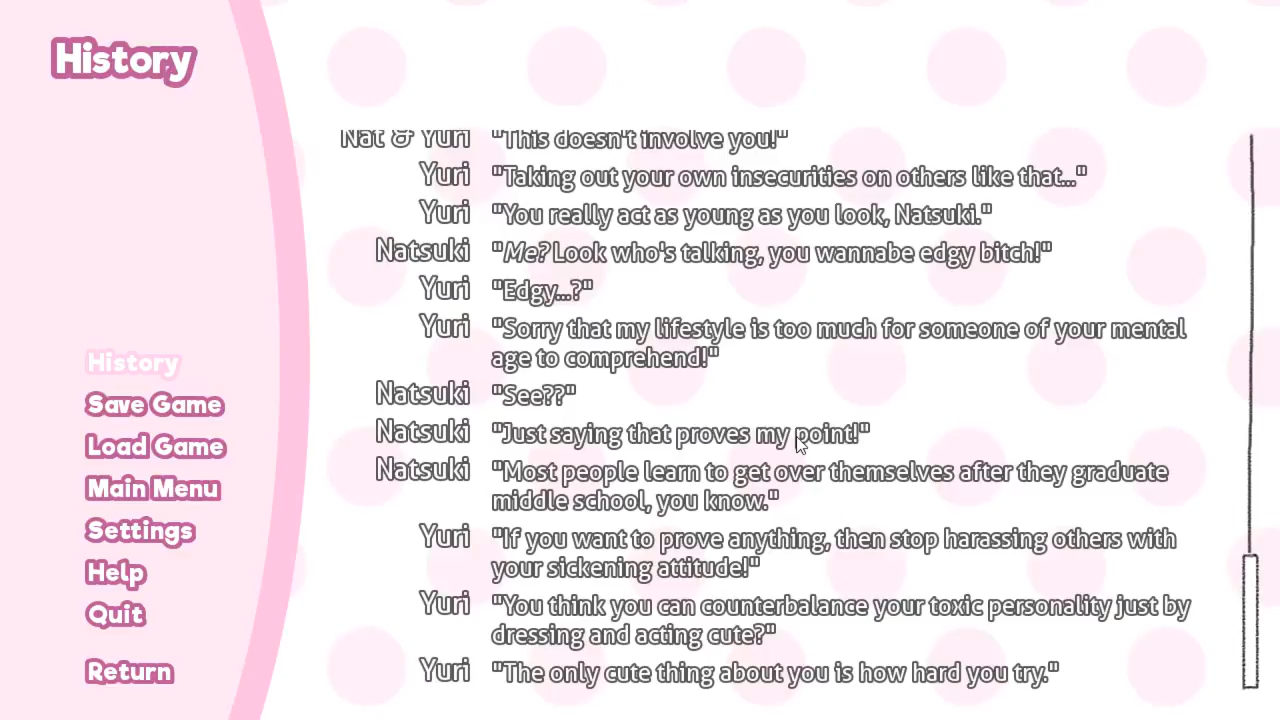 History
Nat & Yuri "This doesn't involve you!"
Yuri "Taking out your own insecurities on others like that..."
Yuri "You really act as young as you look, Natsuki."
Natsuki "Me? Look who's talking, you wannabe edgy bitch!"
Yuri "Edgy...?"
Yuri "Sorry that my lifestyle is too much for someone of your mental
age to comprehend!"
Natsuki "See??"
Natsuki "Just saying that proves my point!"
Natsuki "Most people learn to get over themselves after they graduate
middle school, you know."
Yuri "If you want to prove anything, then stop harassing others with
your sickening attitude!"
Yuri "You think you can counterbalance your toxic personality just by
dressing and acting cute?"
Yuri "The only cute thing about you is how hard you try."
History
Save Game
Load Game
Main Menu
Settings
Help
Quit
Return